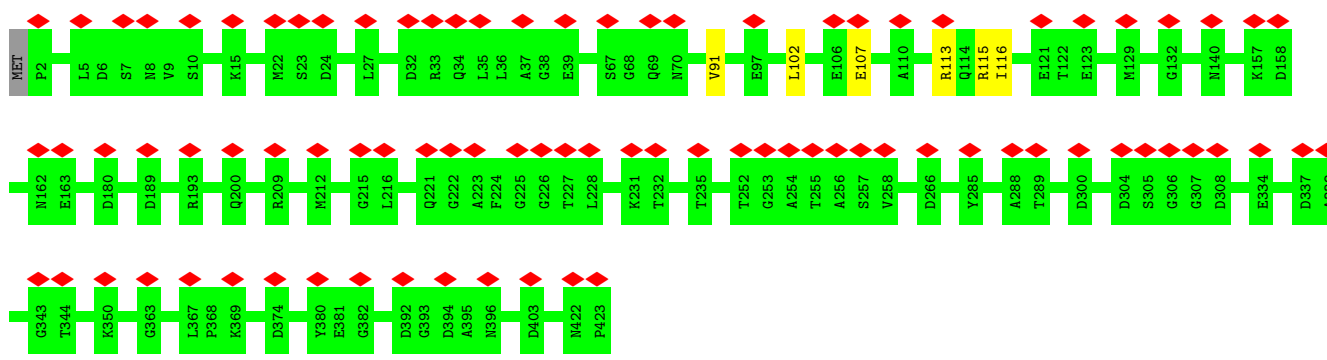 MET P2 L5 D6 S7 N8 V9 S10 K15 M22 S23 D24 L27 D32 R33 Q34 L35 L36 A37 G38 E39 S67 G68 Q69 N70 V91 E97 L102 E106 E107 A110 R113 Q114 R115 I116 E121 T122 E123 M129 G132 N140 K157 D158
N162 E163 D180 D189 R193 Q200 R209 M212 G215 L216 Q221 G222 A223 F224 G225 G226 T227 L228 K231 T232 T235 T252 G253 A254 T255 A256 S257 V258 D266 Y285 A288 T289 D300 D304 S305 G306 G307 D308 E334 D337
G343 T344 K350 G363 L367 P368 K369 D374 Y380 E381 G382 D392 G393 D394 A395 N396 D403 N422 P423